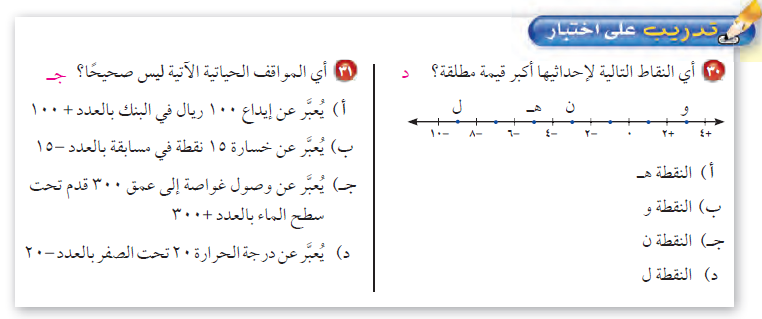 تدريب على اختبار
٣٠ أي النقاط التالية لإحداثيها أكبر قيمة مطلقة؟ د
ل هـ ن و
−١٠ −٨ −٦ −٤ −٢ ٠ +٢ +٤
أ) النقطة هـ
ب) النقطة و
جـ) النقطة ن
د) النقطة ل
٣١ أي المواقف الحياتية الآتية ليس صحيحًا؟ جـ
أ) يُعبَّر عن إيداع ١٠٠ ريال في البنك بالعدد +١٠٠
ب) يُعبَّر عن خسارة ١٥ نقطة في مسابقة بالعدد −١٥
جـ) يُعبَّر عن وصول غواصة إلى عمق ٣٠٠ قدم تحت
سطح الماء بالعدد +٣٠٠
د) يُعبَّر عن درجة الحرارة ٢٠ تحت الصفر بالعدد −٢٠